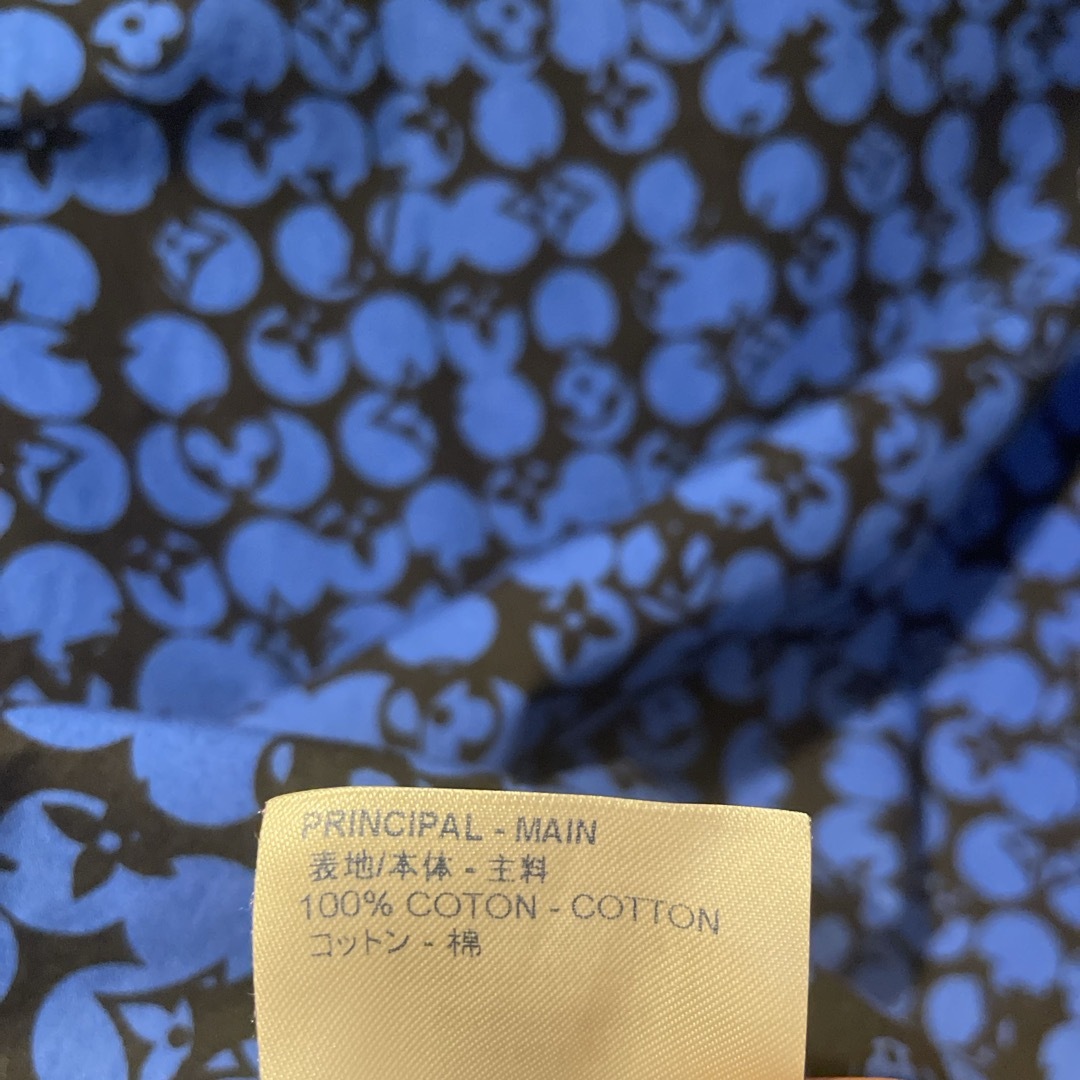 PRINCIPAL - MAIN
表地/本体 - 主料
100% COTON - COTTON
コットン - 棉